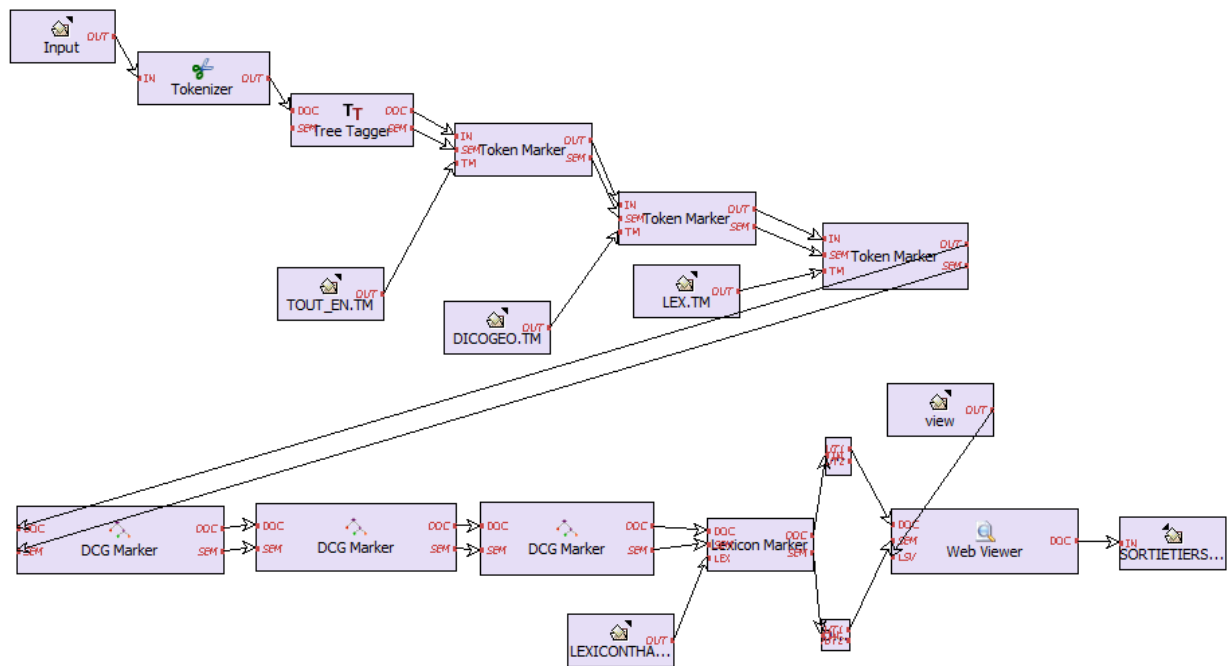 Input
OUT
IN
OUT
Tokenizer
DOC
SEM
TT
DOC
SEM
Tree Tagger
IN
SEM
TM
OUT
SEM
Token Marker
IN
SEM
TM
OUT
SEM
Token Marker
IN
SEM
TM
OUT
SEM
Token Marker
OUT
TOUT_EN.TM
OUT
DICOGEO.TM
OUT
LEX.TM
OUT
view
DOC
SEM
DOC
SEM
DCG Marker
DOC
SEM
DOC
SEM
DCG Marker
DOC
SEM
DOC
SEM
DCG Marker
DOC
LEX
DOC
SEM
Lexicon Marker
DOC
SEM
LSV
DOC
Web Viewer
IN
SORTIETIERS...
OUT
LEXICONTHA...